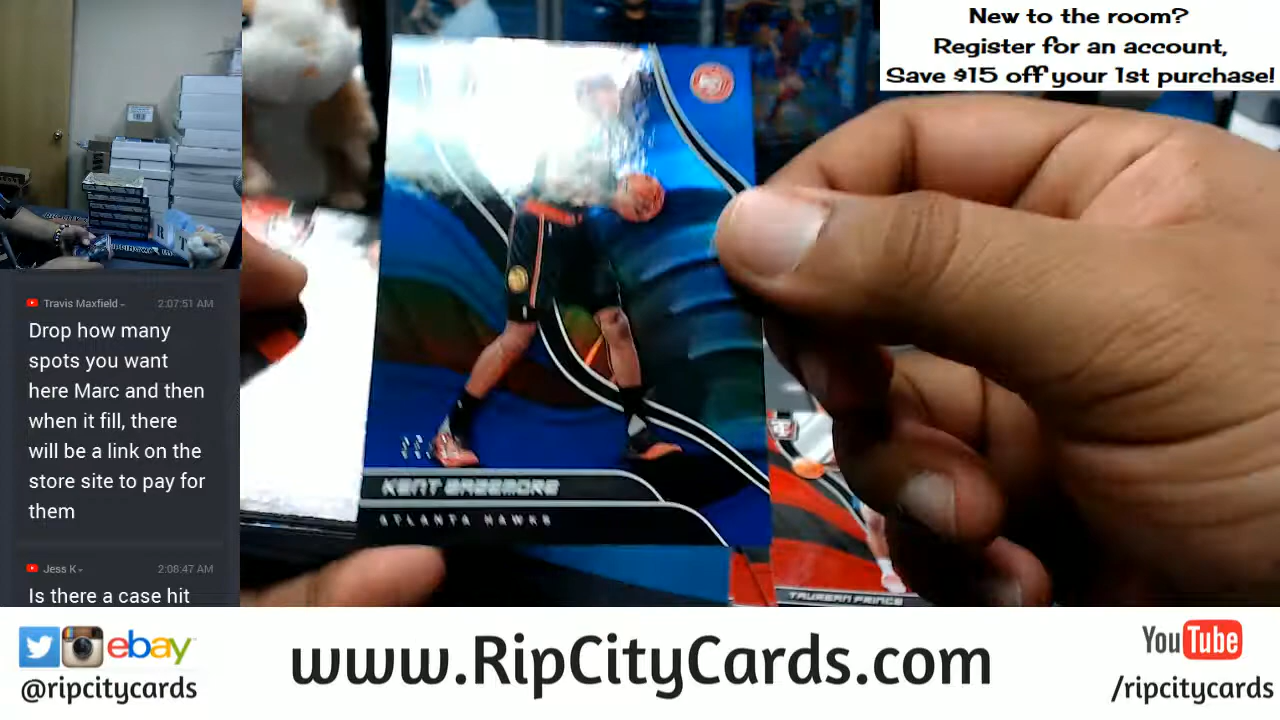 New to the room?
Register for an account,
Save $15 off your 1st purchase!
Travis Maxfield -
2:07:51 AM
Drop how many
spots you want
here Marc and then
when it fill, there
will be a link on the
store site to pay for
them
Jess K -
2:08:47 AM
Is there a case hit
KENT BAZEMORE
ATLANTA HAWKS
TAUREAN PRINCE
ebay
@ripcitycards
www.RipCityCards.com
YouTube
/ripcitycards